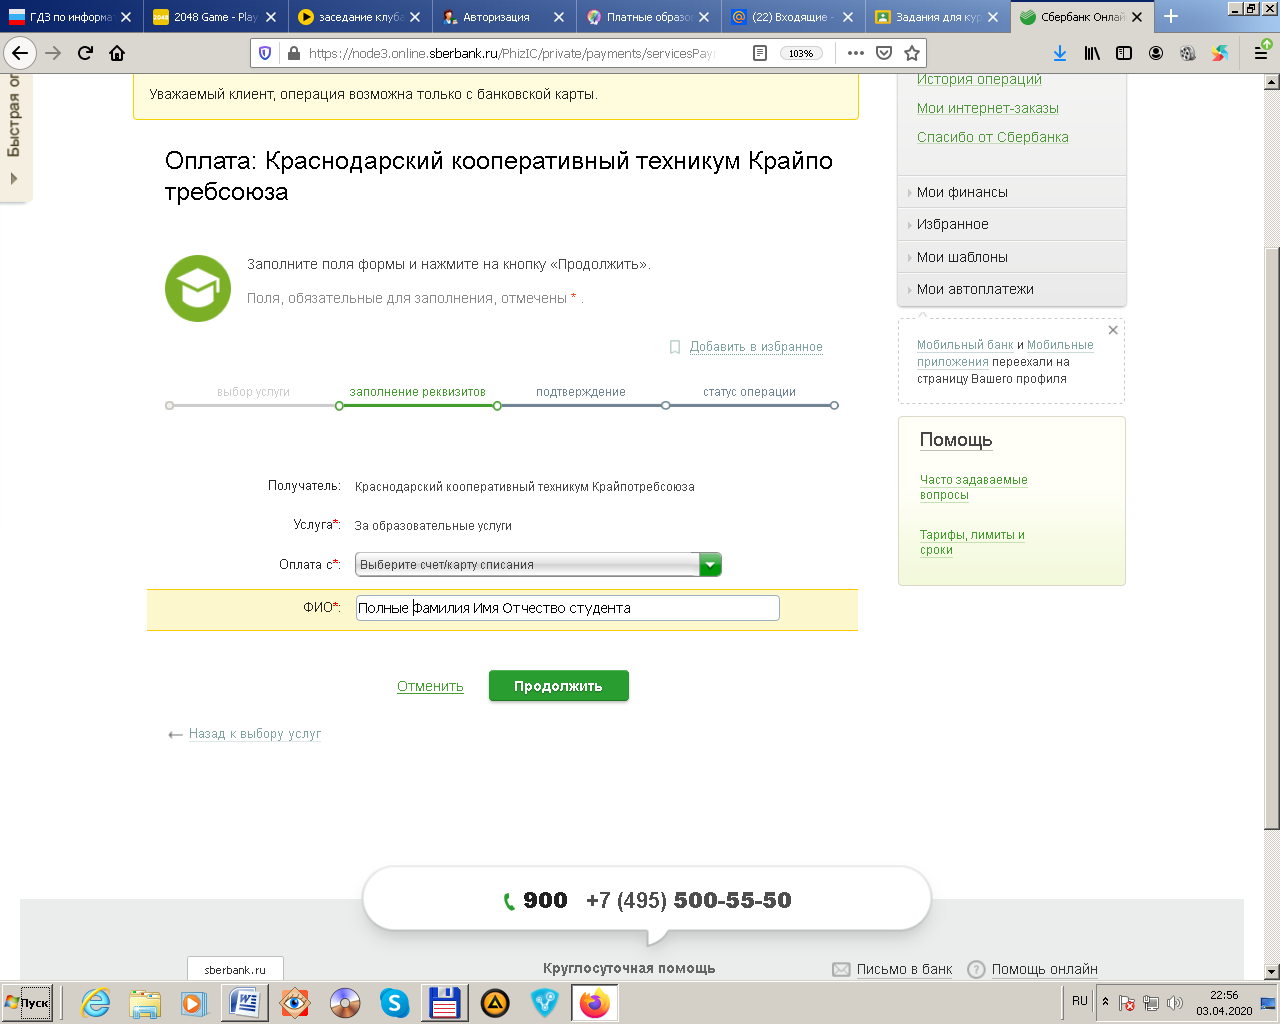 ГДЗ по информат
2048 Game - Play
заседание клуба
Авторизация
Платные образо
(22) Входящие -
Задания для кур
Сбербанк Онлай
https://node3.online.sberbank.ru/PhizIC/private/payments/servicesPay
103%
Быстрая оп
Уважаемый клиент, операция возможна только с банковской карты.
Оплата: Краснодарский кооперативный техникум Крайпо
требсоюза
Заполните поля формы и нажмите на кнопку «Продолжить».
Поля, обязательные для заполнения, отмечены * .
Добавить в избранное
выбор услуги
заполнение реквизитов
подтверждение
статус операции
Получатель: Краснодарский кооперативный техникум Крайпотребсоюза
Услуга*: За образовательные услуги
Оплата с*: Выберите счет/карту списания
ФИО*: Полные Фамилия Имя Отчество студента
Отменить
Продолжить
Назад к выбору услуг
История операций
Мои интернет-заказы
Спасибо от Сбербанка
Мои финансы
Избранное
Мои шаблоны
Мои автоплатежи
Мобильный банк и Мобильные
приложения переехали на
страницу Вашего профиля
Помощь
Часто задаваемые
вопросы
Тарифы, лимиты и
сроки
900 +7 (495) 500-55-50
sberbank.ru
Круглосуточная помощь
Письмо в банк
Помощь онлайн
Пуск
RU
22:56
03.04.2020